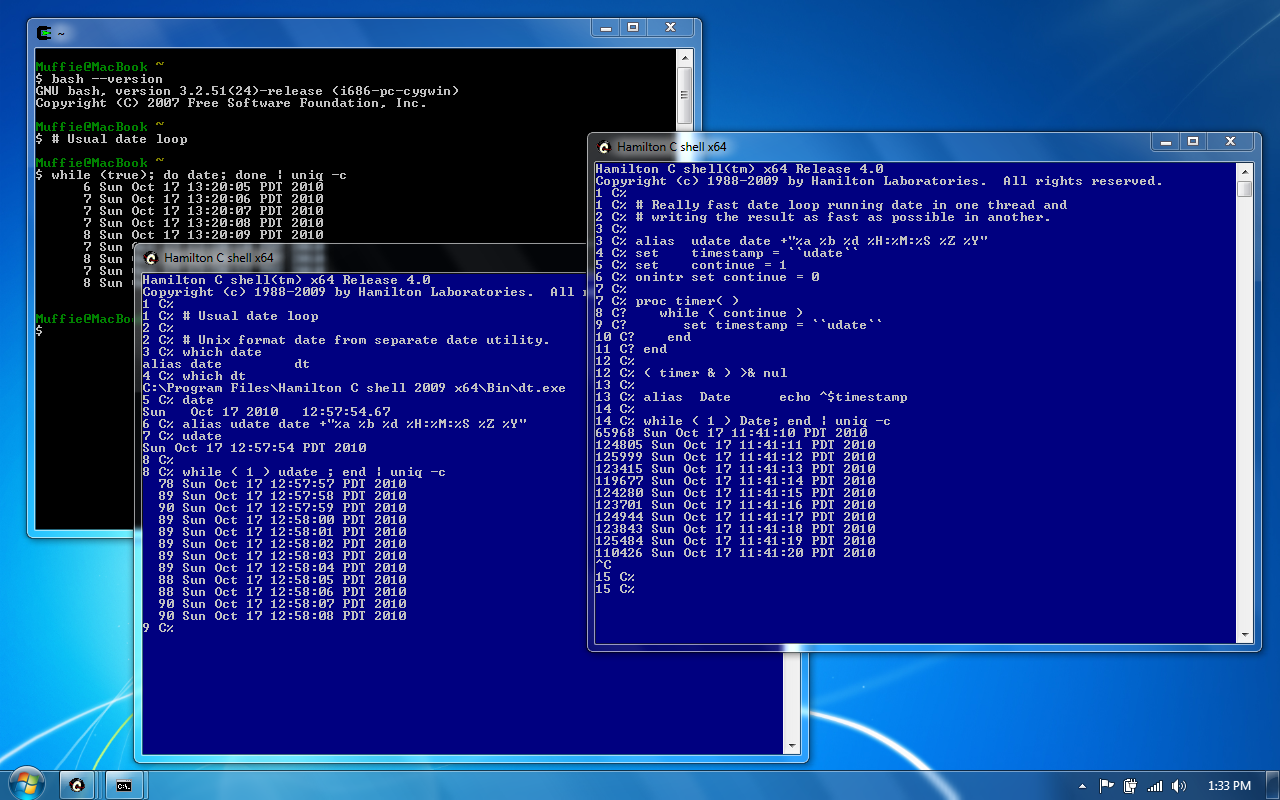 ~
Muffie@MacBook ~
$ bash --version
GNU bash, version 3.2.51(24)-release (i686-pc-cygwin)
Copyright (C) 2007 Free Software Foundation, Inc.
Muffie@MacBook ~
$ # Usual date loop
Muffie@MacBook ~
$ while (true); do date; done | uniq -c
6 Sun Oct 17 13:20:05 PDT 2010
7 Sun Oct 17 13:20:06 PDT 2010
7 Sun Oct 17 13:20:07 PDT 2010
7 Sun Oct 17 13:20:08 PDT 2010
8 Sun Oct 17 13:20:09 PDT 2010
7 Sun
8 Sun
7 Sun
8 Sun
Muffie@MacBo
$
Hamilton C shell x64
Hamilton C shell(tm) x64 Release 4.0
Copyright (c) 1988-2009 by Hamilton Laboratories.  All
1 C%
1 C% # Usual date loop
2 C%
2 C% # Unix format date from separate date utility.
3 C% which date
alias date         dt
4 C% which dt
C:\Program Files\Hamilton C shell 2009 x64\Bin\dt.exe
5 C% date
Sun   Oct 17 2010   12:57:54.67
6 C% alias udate date +"%a %b %d %H:%M:%S %Z %Y"
7 C% udate
Sun Oct 17 12:57:54 PDT 2010
8 C%
8 C% while ( 1 ) udate ; end | uniq -c
78 Sun Oct 17 12:57:57 PDT 2010
89 Sun Oct 17 12:57:58 PDT 2010
90 Sun Oct 17 12:57:59 PDT 2010
89 Sun Oct 17 12:58:00 PDT 2010
89 Sun Oct 17 12:58:01 PDT 2010
89 Sun Oct 17 12:58:02 PDT 2010
89 Sun Oct 17 12:58:03 PDT 2010
89 Sun Oct 17 12:58:04 PDT 2010
88 Sun Oct 17 12:58:05 PDT 2010
88 Sun Oct 17 12:58:06 PDT 2010
90 Sun Oct 17 12:58:07 PDT 2010
90 Sun Oct 17 12:58:08 PDT 2010
9 C%
Hamilton C shell x64
Hamilton C shell(tm) x64 Release 4.0
Copyright (c) 1988-2009 by Hamilton Laboratories.  All rights reserved.
1 C%
1 C% # Really fast date loop running date in one thread and
2 C% # writing the result as fast as possible in another.
3 C%
3 C% alias  udate date +"%a %b %d %H:%M:%S %Z %Y"
4 C% set    timestamp = ``udate``
5 C% set    continue = 1
6 C% onintr set continue = 0
7 C%
7 C% proc timer( )
8 C?    while ( continue )
9 C?       set timestamp = ``udate``
10 C?    end
11 C? end
12 C%
12 C% ( timer & ) >& nul
13 C%
13 C% alias  Date      echo ^$timestamp
14 C%
14 C% while ( 1 ) Date; end | uniq -c
65968 Sun Oct 17 11:41:10 PDT 2010
124805 Sun Oct 17 11:41:11 PDT 2010
125999 Sun Oct 17 11:41:12 PDT 2010
123415 Sun Oct 17 11:41:13 PDT 2010
119677 Sun Oct 17 11:41:14 PDT 2010
124280 Sun Oct 17 11:41:15 PDT 2010
123701 Sun Oct 17 11:41:16 PDT 2010
124944 Sun Oct 17 11:41:17 PDT 2010
123843 Sun Oct 17 11:41:18 PDT 2010
125484 Sun Oct 17 11:41:19 PDT 2010
110426 Sun Oct 17 11:41:20 PDT 2010
^C
15 C%
15 C%
C:\
1:33 PM